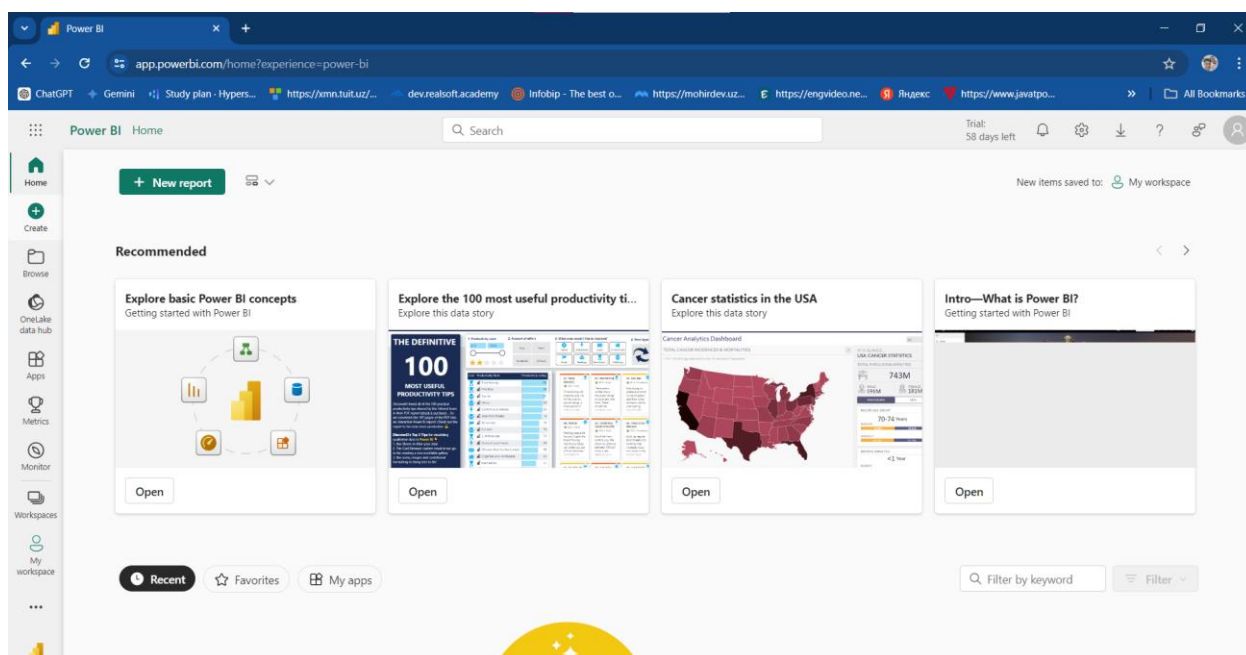 Power BI
app.powerbi.com/home?experience=power-bi
ChatGPT Gemini Study plan - Hypers... https://xmn.tuit.uz/... dev.realsoft.academy Infobip - The best o... https://mohirdev.uz... https://engvideo.ne... Яндекс https://www.javatpo... » All Bookmarks
Power BI Home
Search
Trial:
58 days left
Home
Create
Browse
OneLake
data hub
Apps
Metrics
Monitor
Workspaces
My
workspace
+ New report
New items saved to: My workspace
Recommended
Explore basic Power BI concepts
Getting started with Power BI
Open
Explore the 100 most useful productivity ti...
Explore this data story
THE DEFINITIVE
100
MOST USEFUL
PRODUCTIVITY TIPS
Open
Cancer statistics in the USA
Explore this data story
Cancer Analytics Dashboard
USA CANCER STATISTICS
743M
70-74 Years
<1 Year
Open
Intro—What is Power BI?
Getting started with Power BI
Open
Recent Favorites My apps
Filter by keyword Filter